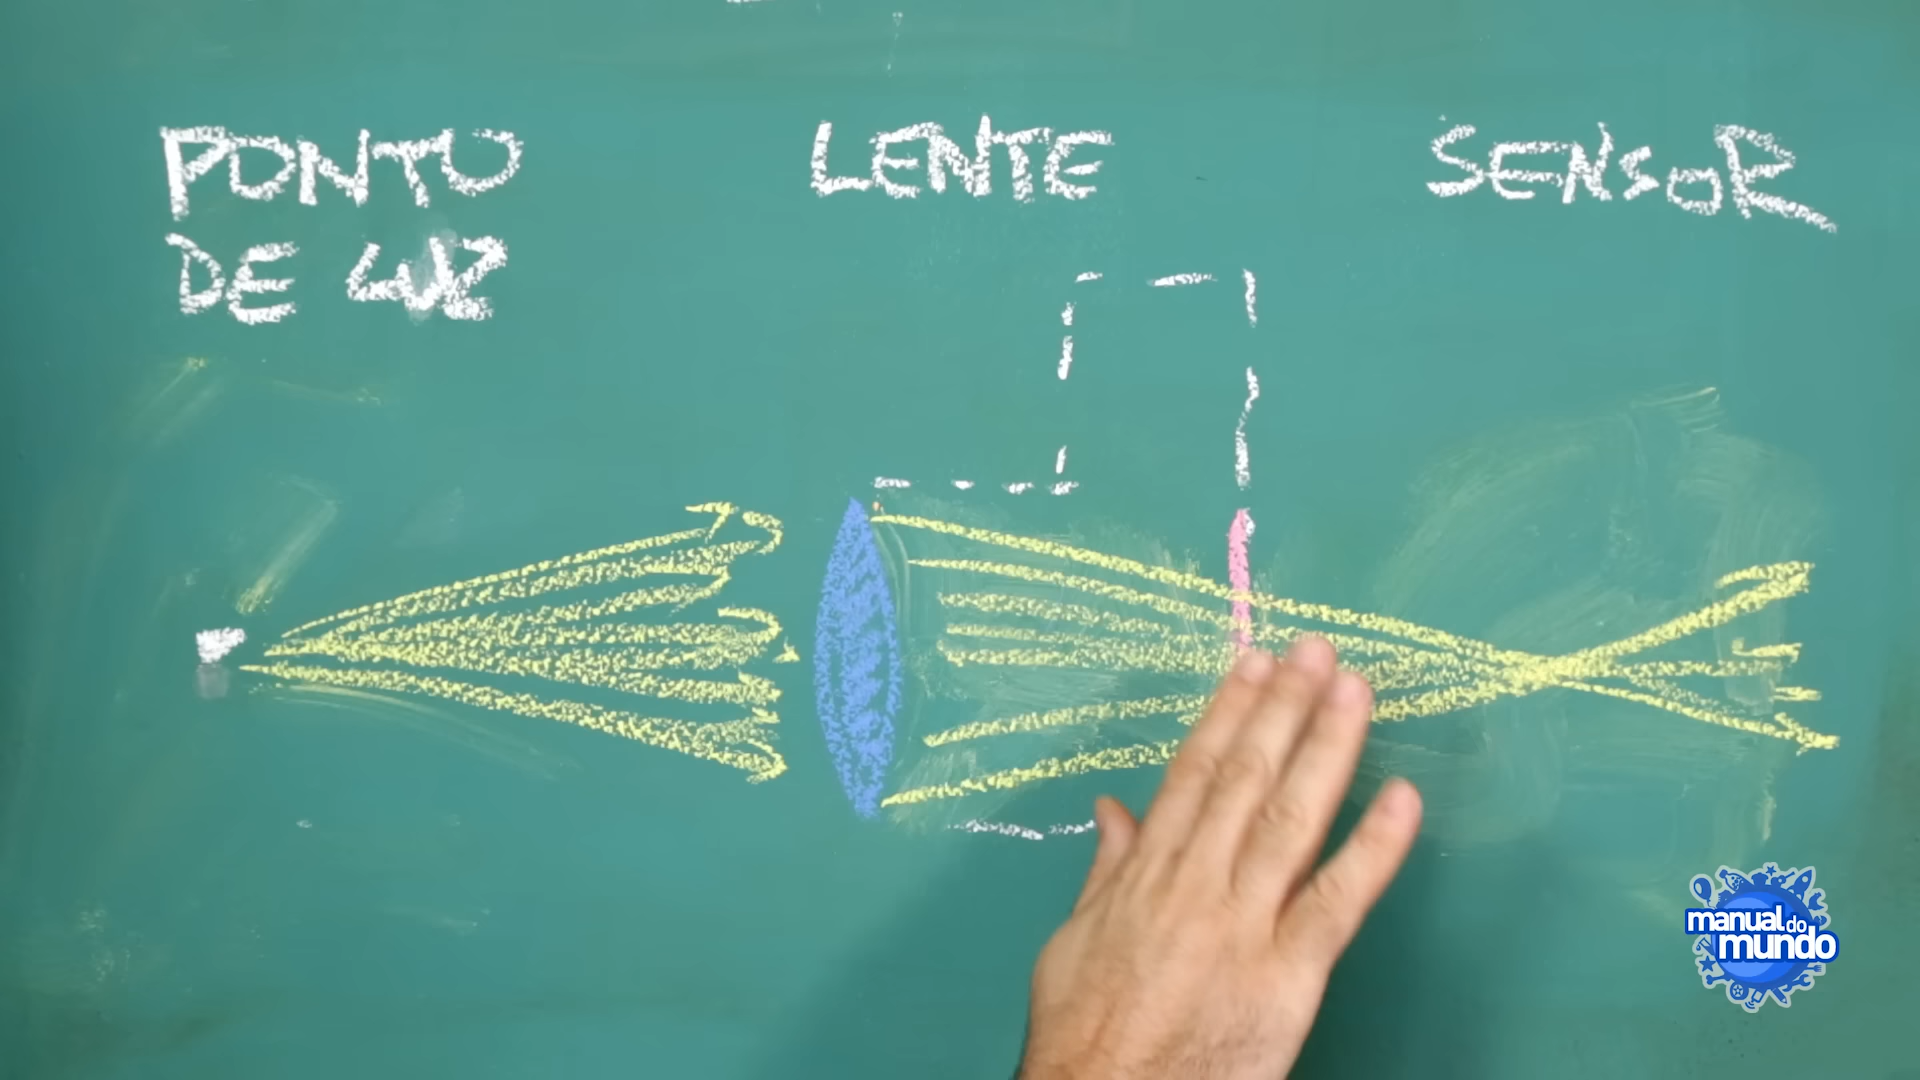 PONTO
DE LUZ
LENTE
SENSOR
manual do
mundo